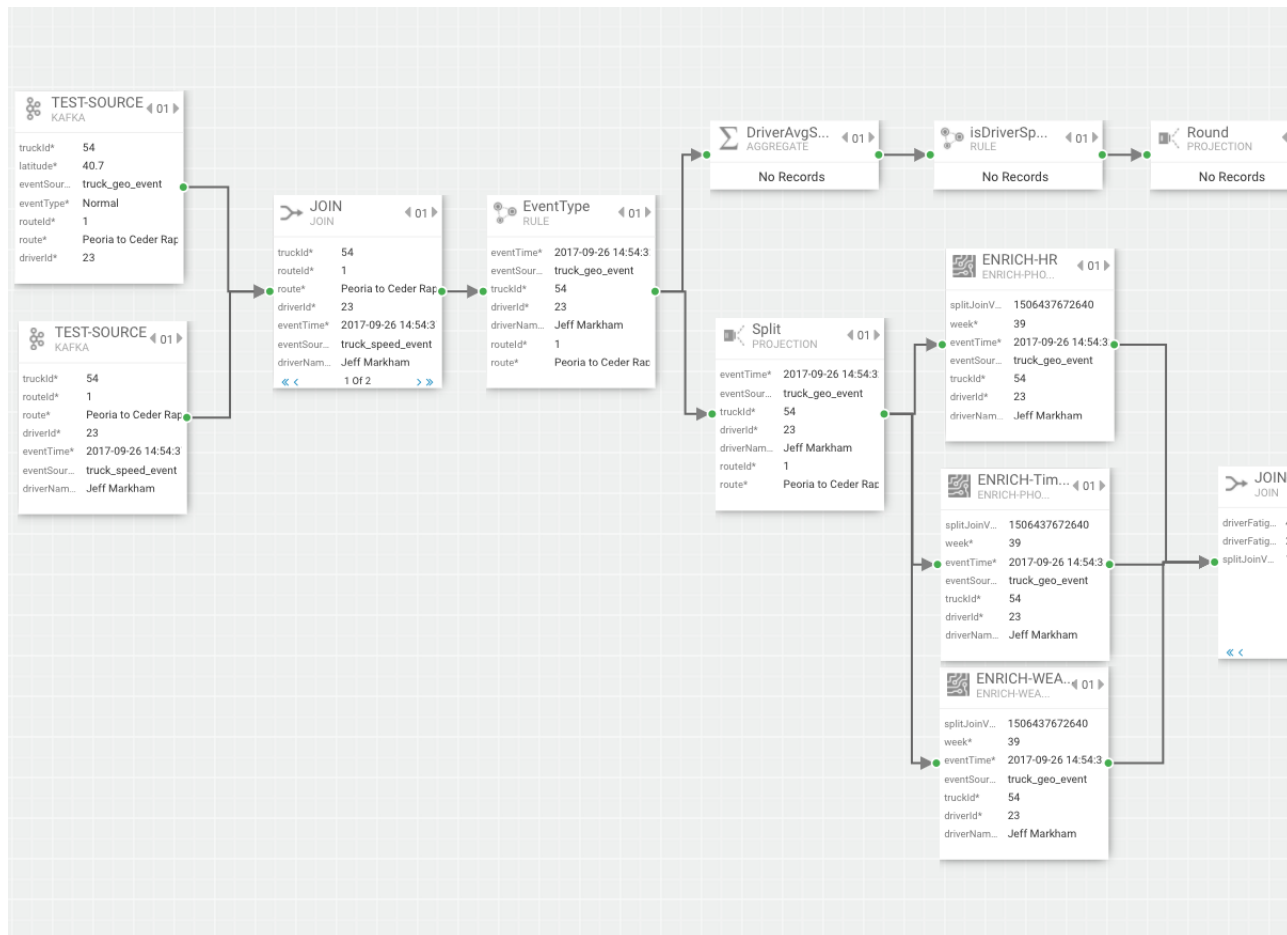 TEST-SOURCE 01
KAFKA
truckId* 54
latitude* 40.7
eventSour... truck_geo_event
eventType* Normal
routeId* 1
route* Peoria to Ceder Rap
driverId* 23
TEST-SOURCE 01
KAFKA
truckId* 54
routeId* 1
route* Peoria to Ceder Rap
driverId* 23
eventTime* 2017-09-26 14:54:3
eventSour... truck_speed_event
driverNam... Jeff Markham
JOIN 01
JOIN
truckId* 54
routeId* 1
route* Peoria to Ceder Rap
driverId* 23
eventTime* 2017-09-26 14:54:3
eventSour... truck_speed_event
driverNam... Jeff Markham
1 Of 2
EventType 01
RULE
eventTime* 2017-09-26 14:54:3
eventSour... truck_geo_event
truckId* 54
driverId* 23
driverNam... Jeff Markham
routeId* 1
route* Peoria to Ceder Rap
DriverAvgS... 01
AGGREGATE
No Records
isDriverSp... 01
RULE
No Records
Round
PROJECTION
No Records
Split 01
PROJECTION
eventTime* 2017-09-26 14:54:3
eventSour... truck_geo_event
truckId* 54
driverId* 23
driverNam... Jeff Markham
routeId* 1
route* Peoria to Ceder Rap
ENRICH-HR 01
ENRICH-PHO...
splitJoinV... 1506437672640
week* 39
eventTime* 2017-09-26 14:54:3
eventSour... truck_geo_event
truckId* 54
driverId* 23
driverNam... Jeff Markham
ENRICH-Tim... 01
ENRICH-PHO...
splitJoinV... 1506437672640
week* 39
eventTime* 2017-09-26 14:54:3
eventSour... truck_geo_event
truckId* 54
driverId* 23
driverNam... Jeff Markham
ENRICH-WEA... 01
ENRICH-WEA...
splitJoinV... 1506437672640
week* 39
eventTime* 2017-09-26 14:54:3
eventSour... truck_geo_event
truckId* 54
driverId* 23
driverNam... Jeff Markham
JOIN
JOIN
driverFatig...
driverFatig...
splitJoinV...